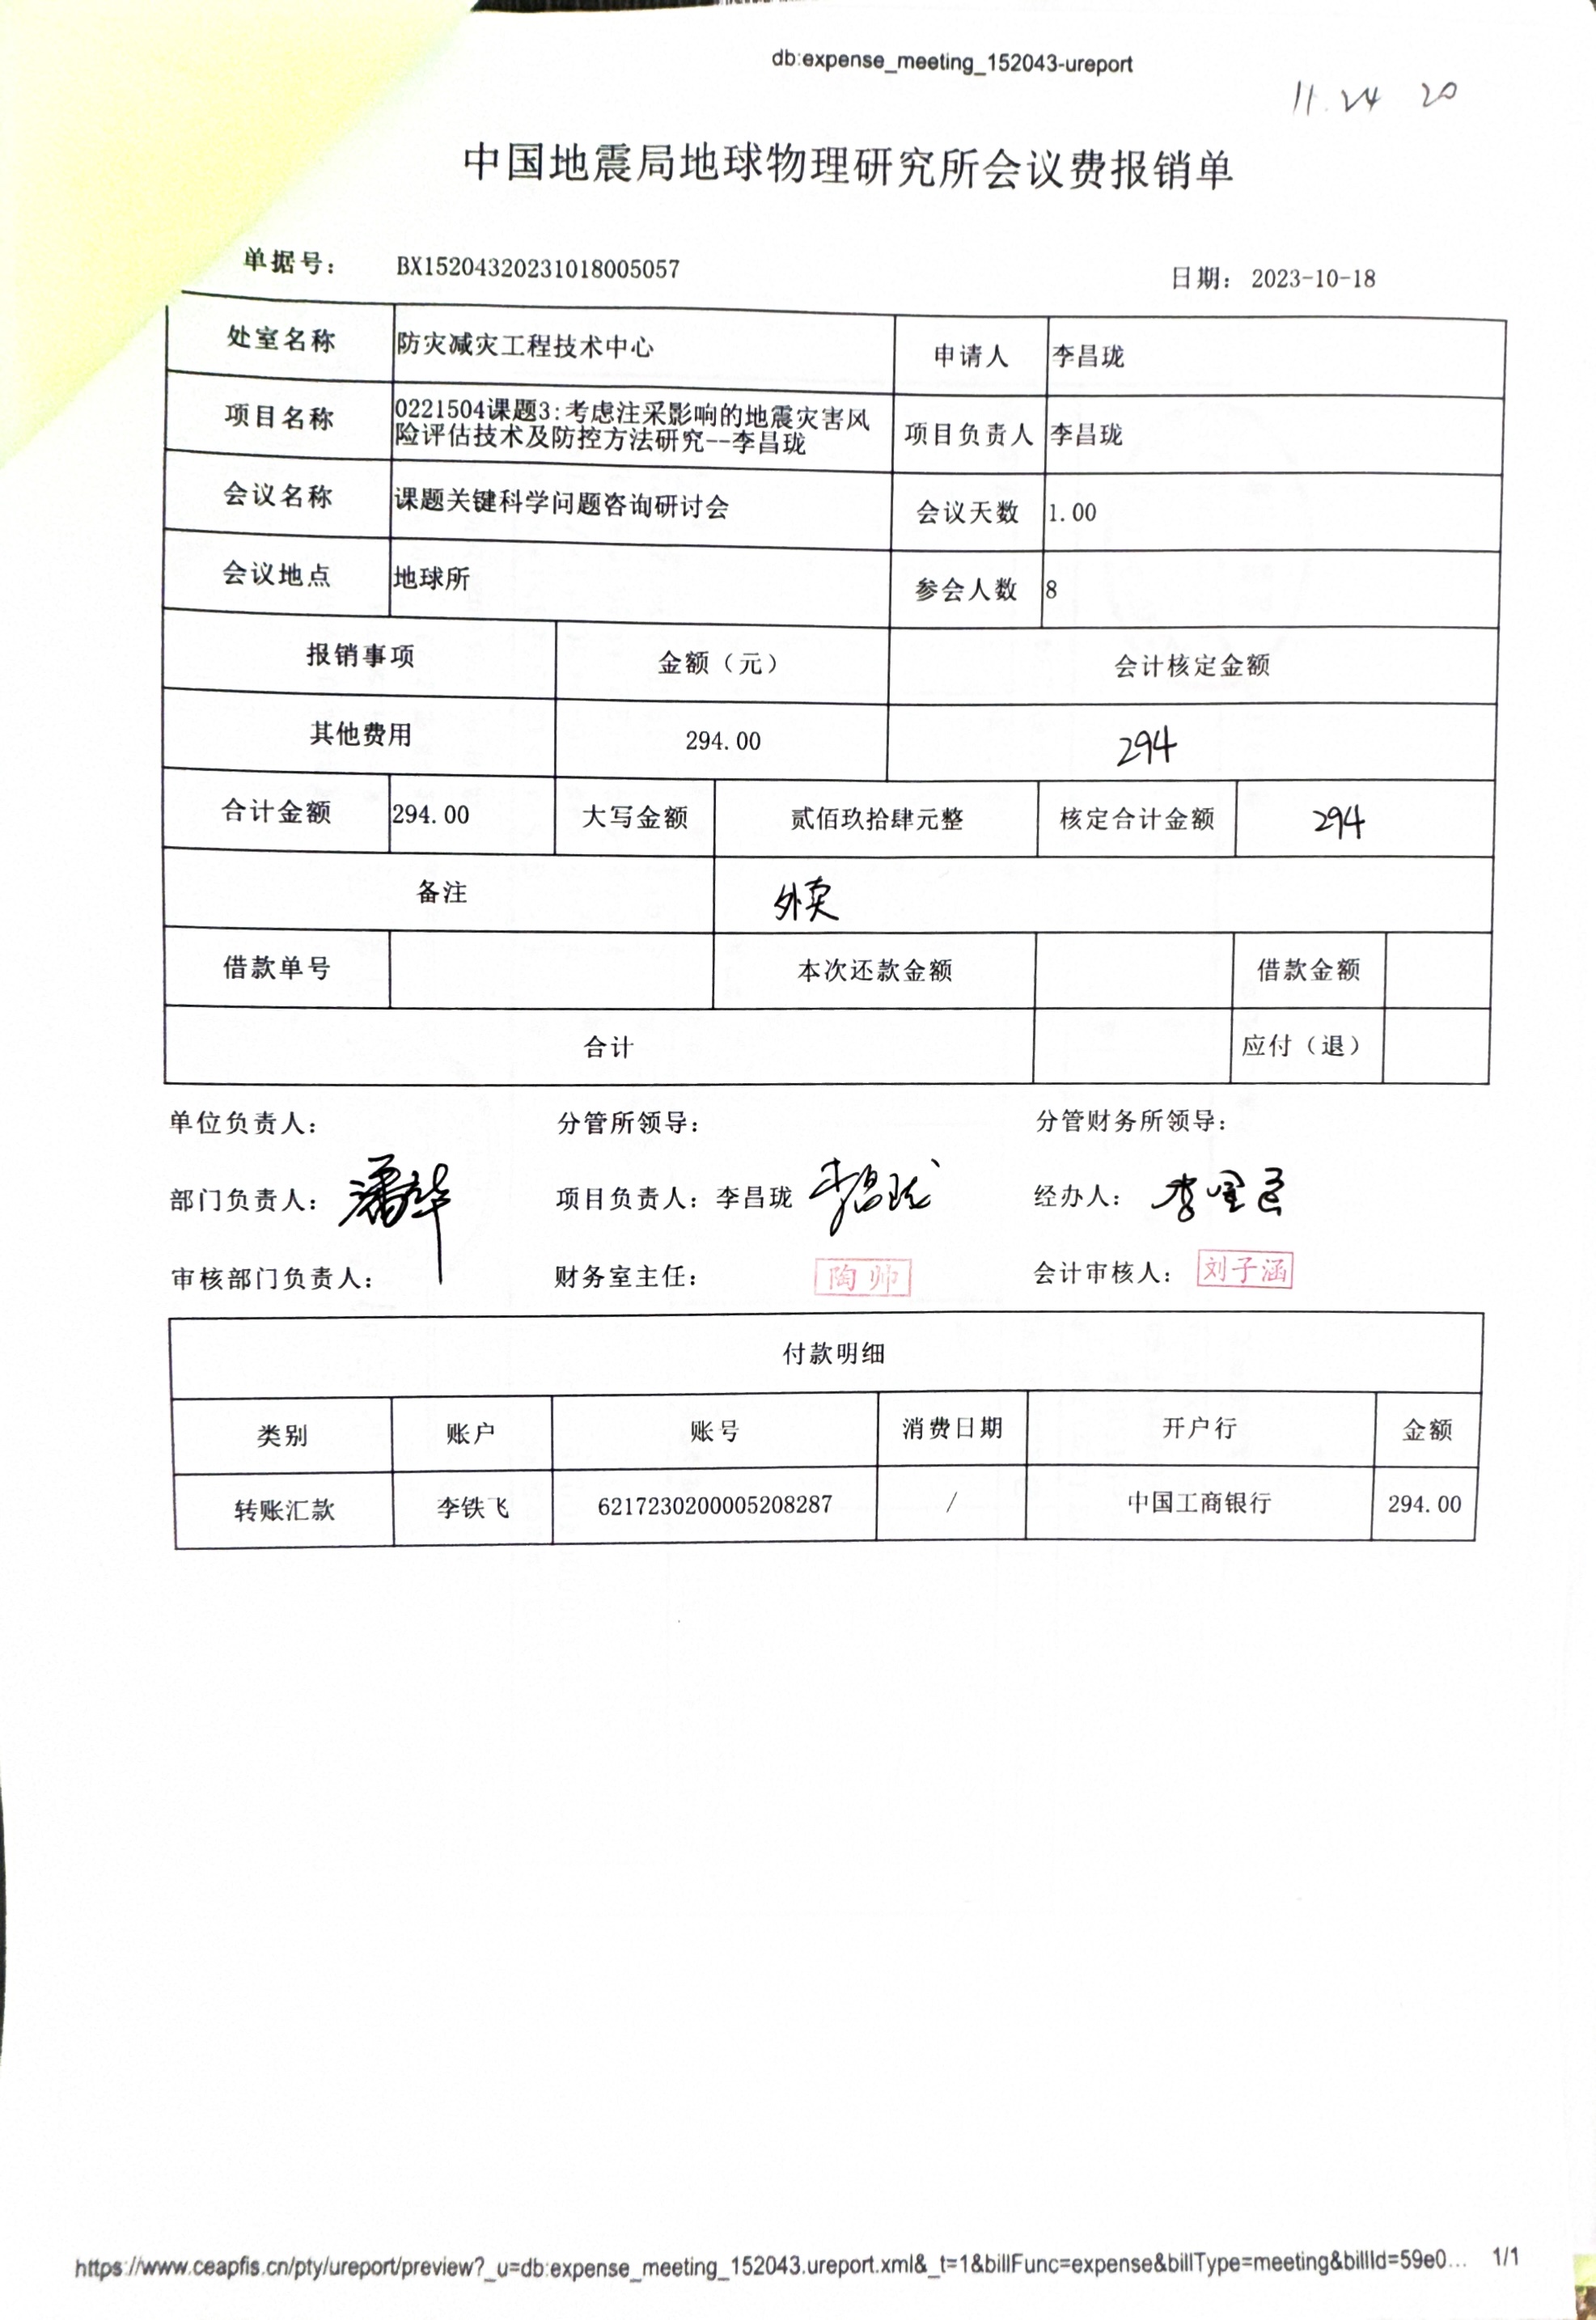 db:expense_meeting_152043-ureport
11.24 20
中国地震局地球物理研究所会议费报销单
单据号： BX15204320231018005057 日期： 2023-10-18
处室名称 防灾减灾工程技术中心 申请人 李昌珑
项目名称 0221504课题3:考虑注采影响的地震灾害风
险评估技术及防控方法研究--李昌珑 项目负责人 李昌珑
会议名称 课题关键科学问题咨询研讨会 会议天数 1.00
会议地点 地球所 参会人数 8
报销事项 金额（元） 会计核定金额
其他费用 294.00 294
合计金额 294.00 大写金额 贰佰玖拾肆元整 核定合计金额 294
备注 外卖
借款单号 本次还款金额 借款金额
合计 应付（退）
单位负责人： 分管所领导： 分管财务所领导：
部门负责人： 潘华 项目负责人：李昌珑 李昌珑 经办人：
审核部门负责人： 财务室主任： 陶帅 会计审核人： 刘子涵
付款明细
类别 账户 账号 消费日期 开户行 金额
转账汇款 李铁飞 6217230200005208287 / 中国工商银行 294.00
https://www.ceapfis.cn/pty/ureport/preview?_u=db:expense_meeting_152043.ureport.xml&_t=1&billFunc=expense&billType=meeting&billId=59e0... 1/1